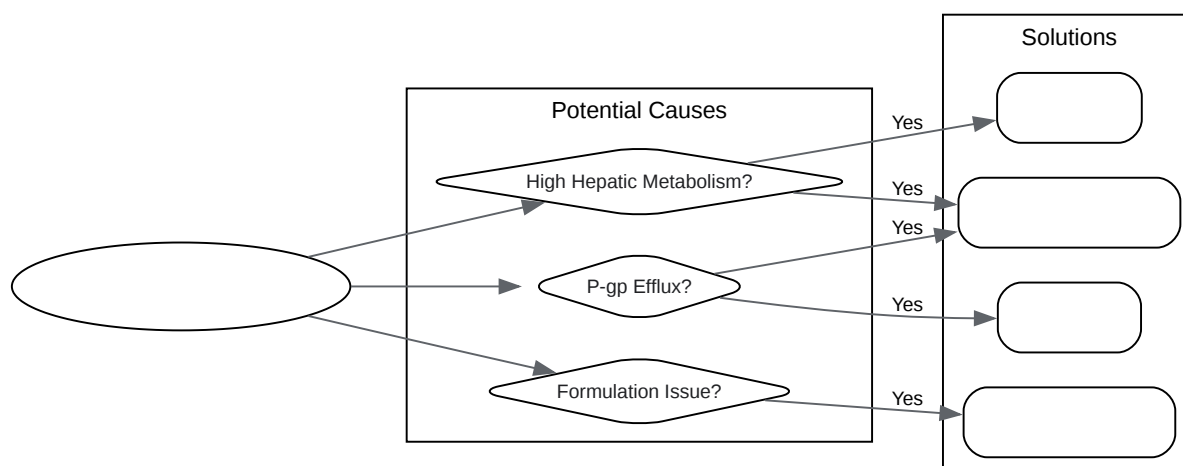 Solutions
Potential Causes
Yes
High Hepatic Metabolism?
Yes
Yes
P-gp Efflux?
Yes
Formulation Issue?
Yes